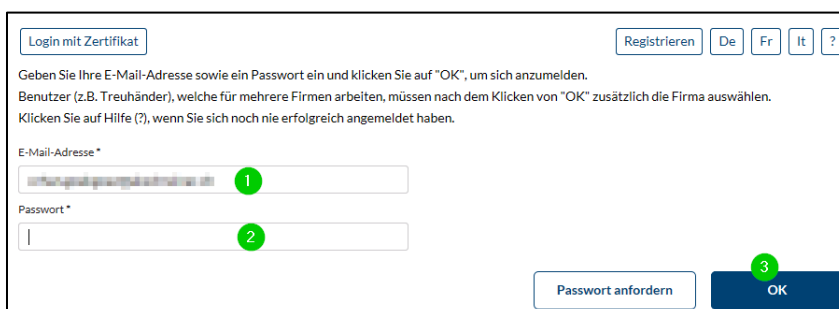 Login mit Zertifikat
Registrieren De Fr It ?
Geben Sie Ihre E-Mail-Adresse sowie ein Passwort ein und klicken Sie auf "OK", um sich anzumelden.
Benutzer (z.B. Treuhänder), welche für mehrere Firmen arbeiten, müssen nach dem Klicken von "OK" zusätzlich die Firma auswählen.
Klicken Sie auf Hilfe (?), wenn Sie sich noch nie erfolgreich angemeldet haben.
E-Mail-Adresse *
1
Passwort *
2
3
Passwort anfordern OK